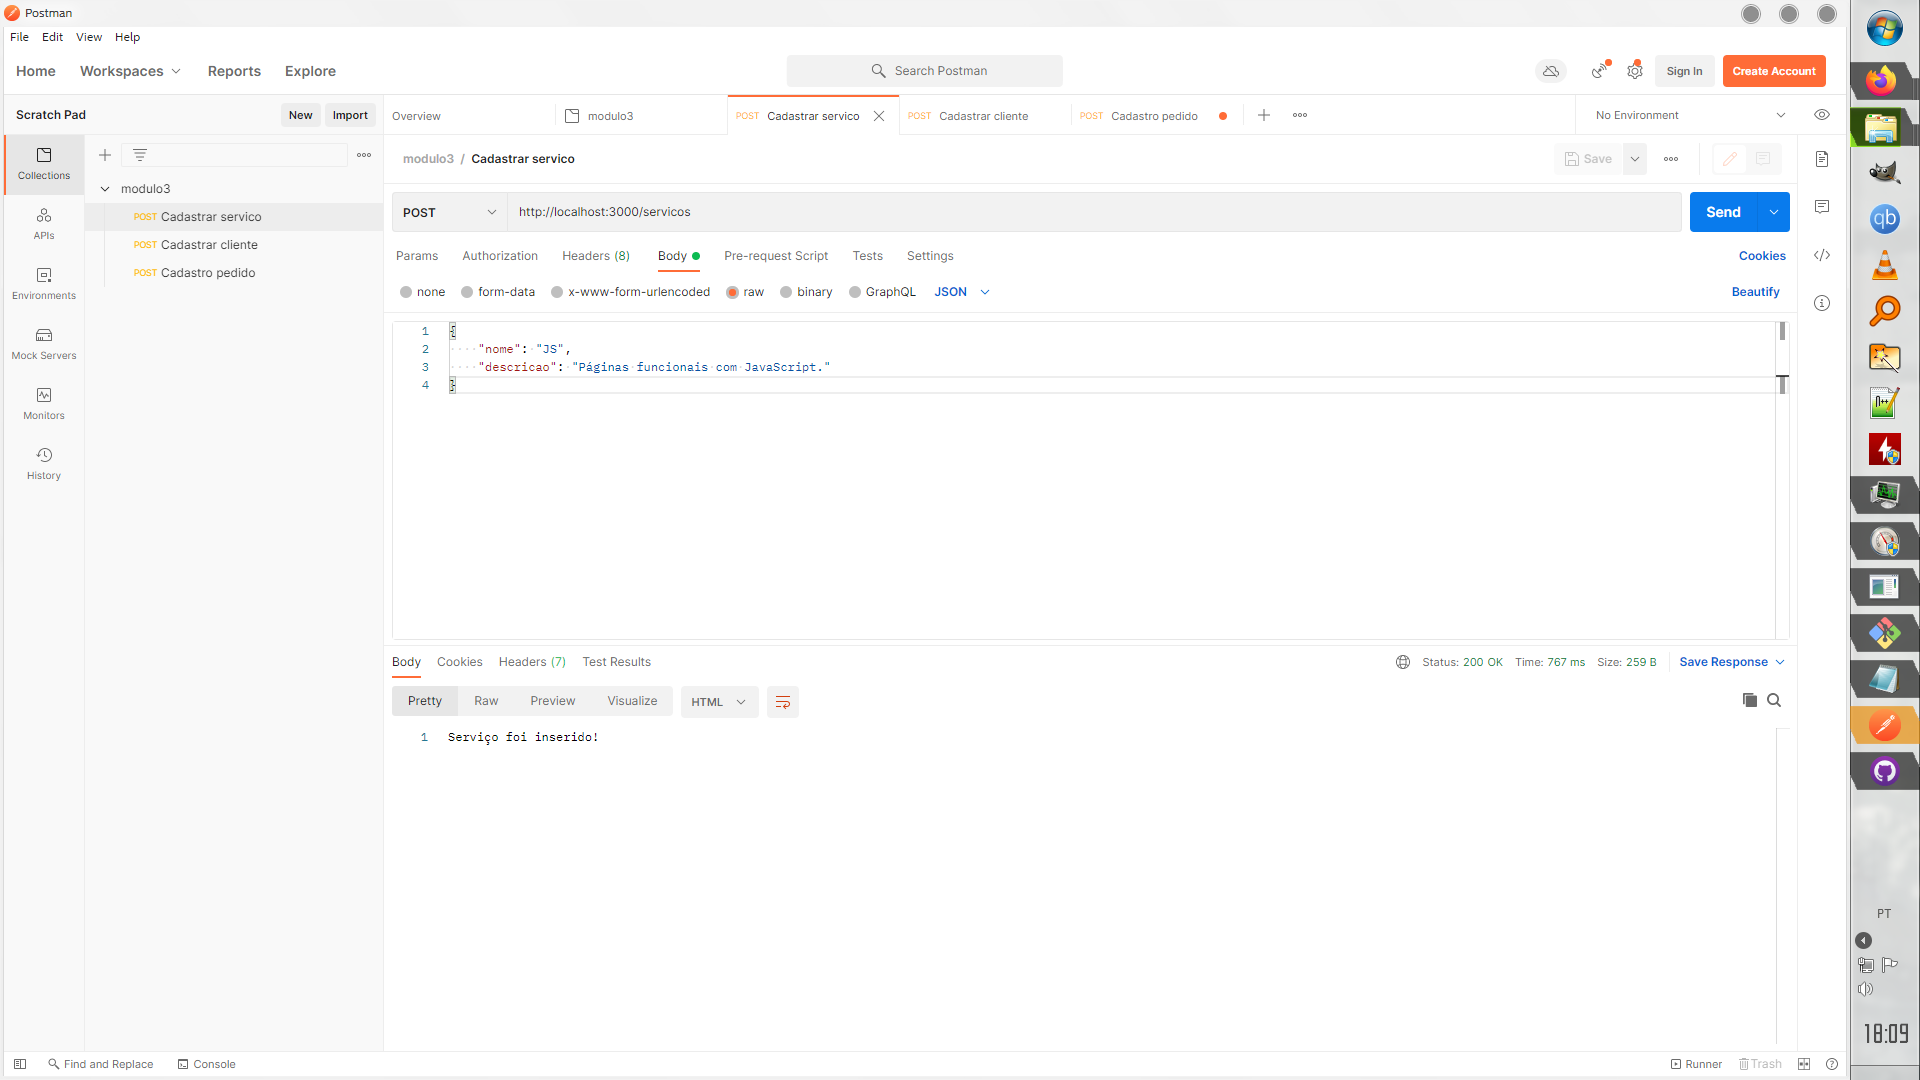 Postman
File Edit View Help
Home Workspaces Reports Explore
Search Postman
Sign In
Create Account
Scratch Pad
New
Import
Overview
modulo3
POST Cadastrar servico
POST Cadastrar cliente
POST Cadastro pedido
No Environment
Collections
APIs
Environments
Mock Servers
Monitors
History
modulo3
POST Cadastrar servico
POST Cadastrar cliente
POST Cadastro pedido
modulo3 / Cadastrar servico
Save
POST
http://localhost:3000/servicos
Send
Params Authorization Headers (8) Body Pre-request Script Tests Settings
Cookies
none form-data x-www-form-urlencoded raw binary GraphQL JSON
Beautify
1 {
2 "nome": "JS",
3 "descricao": "Páginas funcionais com JavaScript."
4 }
Body Cookies Headers (7) Test Results
Status: 200 OK Time: 767 ms Size: 259 B
Save Response
Pretty Raw Preview Visualize HTML
1 Serviço foi inserido!
Find and Replace
Console
Runner
Trash
qb
n++
PT
18:09